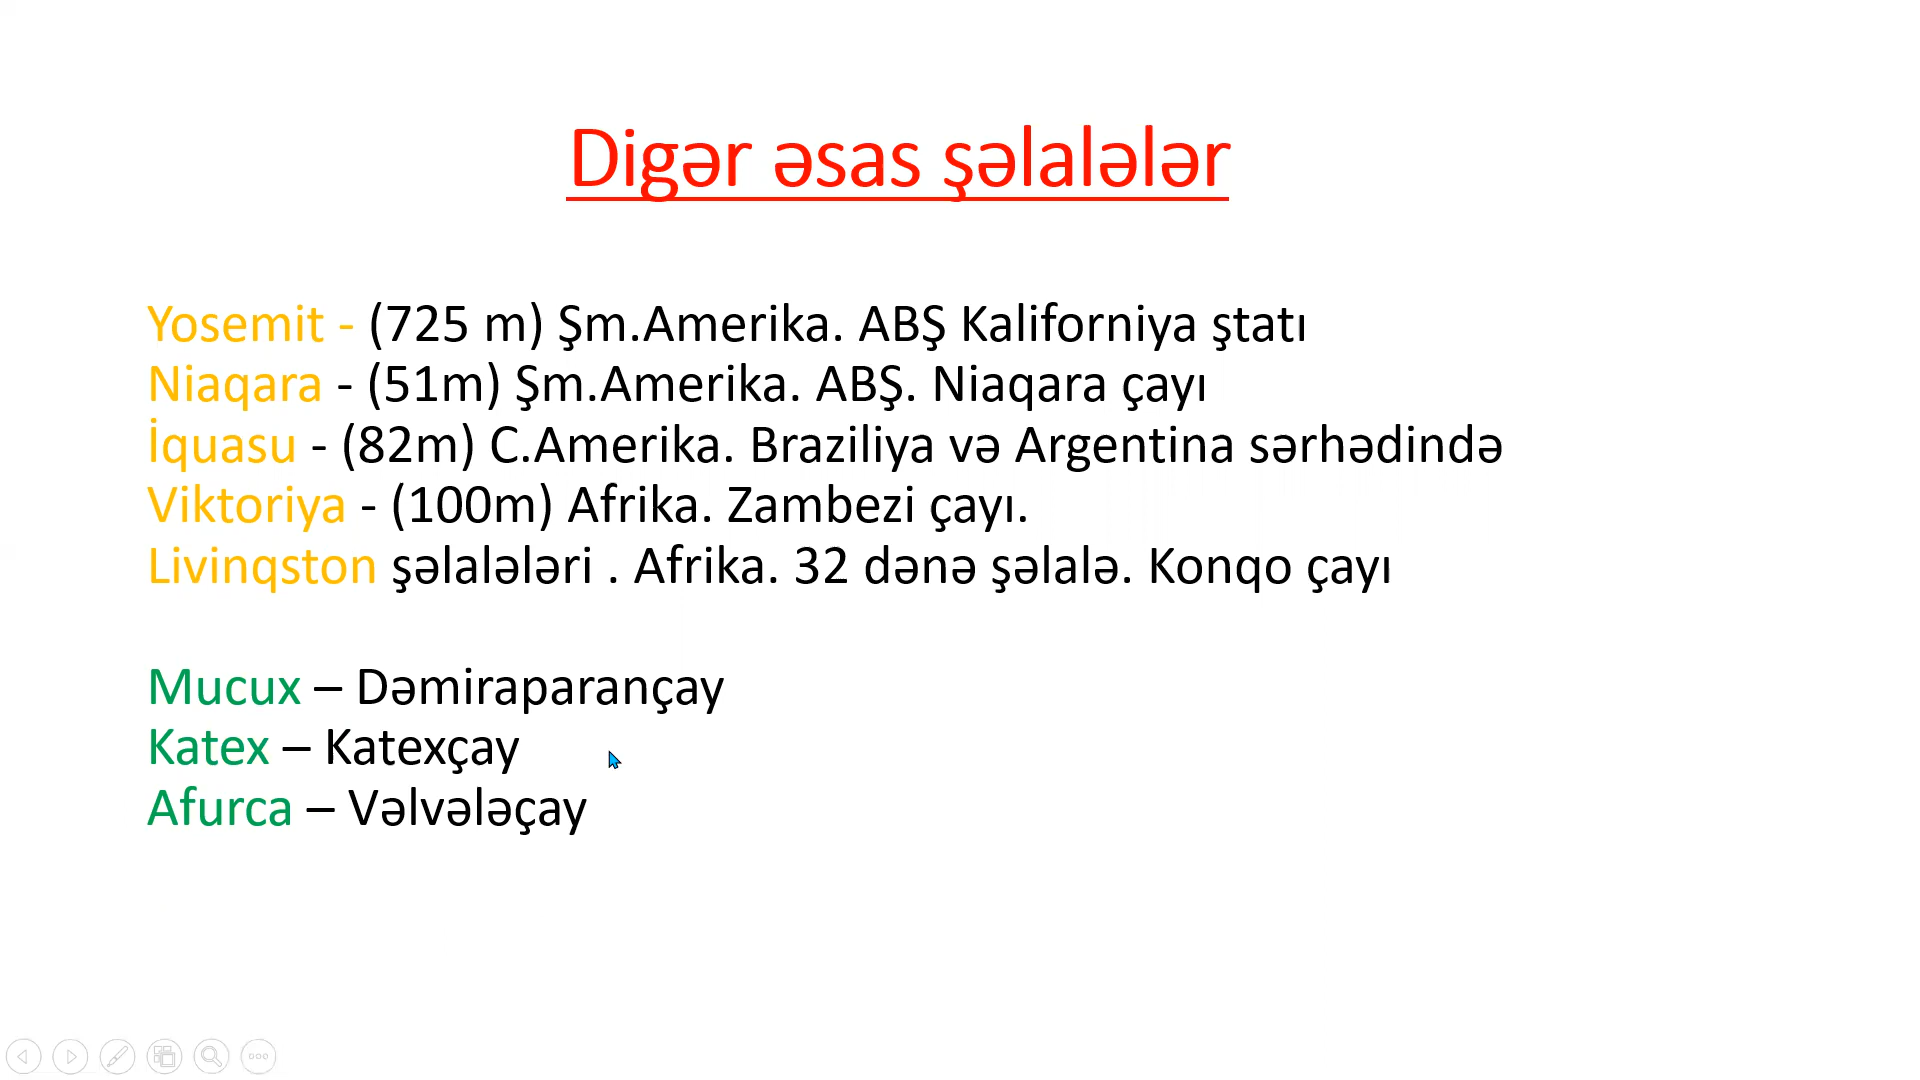 Digər əsas şəlalələr
Yosemit - (725 m) Şm.Amerika. ABŞ Kaliforniya ştatı
Niaqara - (51m) Şm.Amerika. ABŞ. Niaqara çayı
İquasu - (82m) C.Amerika. Braziliya və Argentina sərhədində
Viktoriya - (100m) Afrika. Zambezi çayı.
Livinqston şəlalələri . Afrika. 32 dənə şəlalə. Konqo çayı
Mucux – Dəmiraparançay
Katex – Katexçay
Afurca – Vəlvələçay